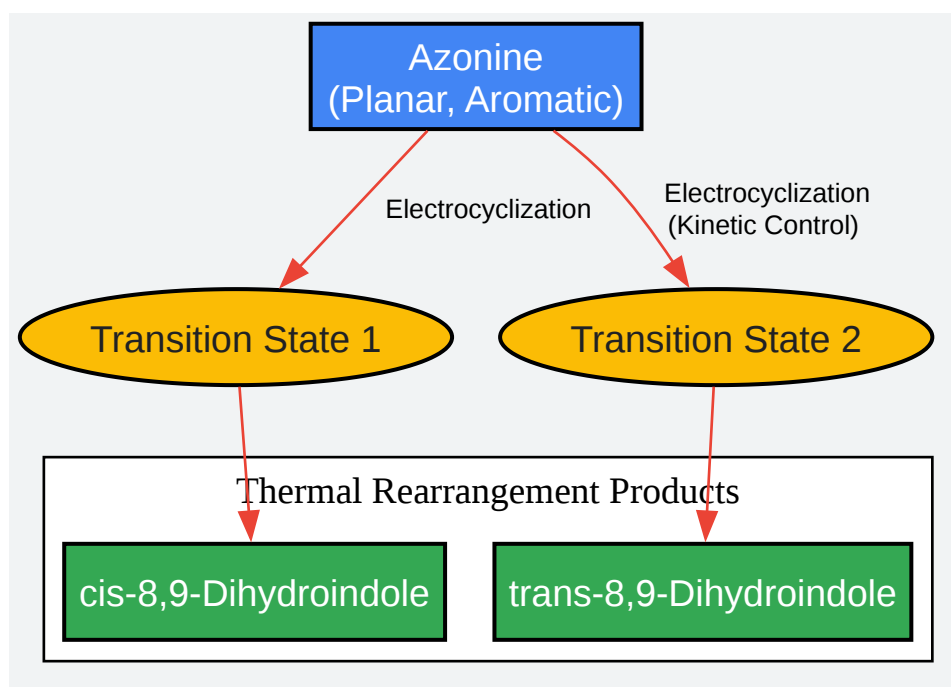 Azonine
(Planar, Aromatic)
Electrocyclization
Electrocyclization
(Kinetic Control)
Transition State 1
Transition State 2
Thermal Rearrangement Products
cis-8,9-Dihydroindole
trans-8,9-Dihydroindole